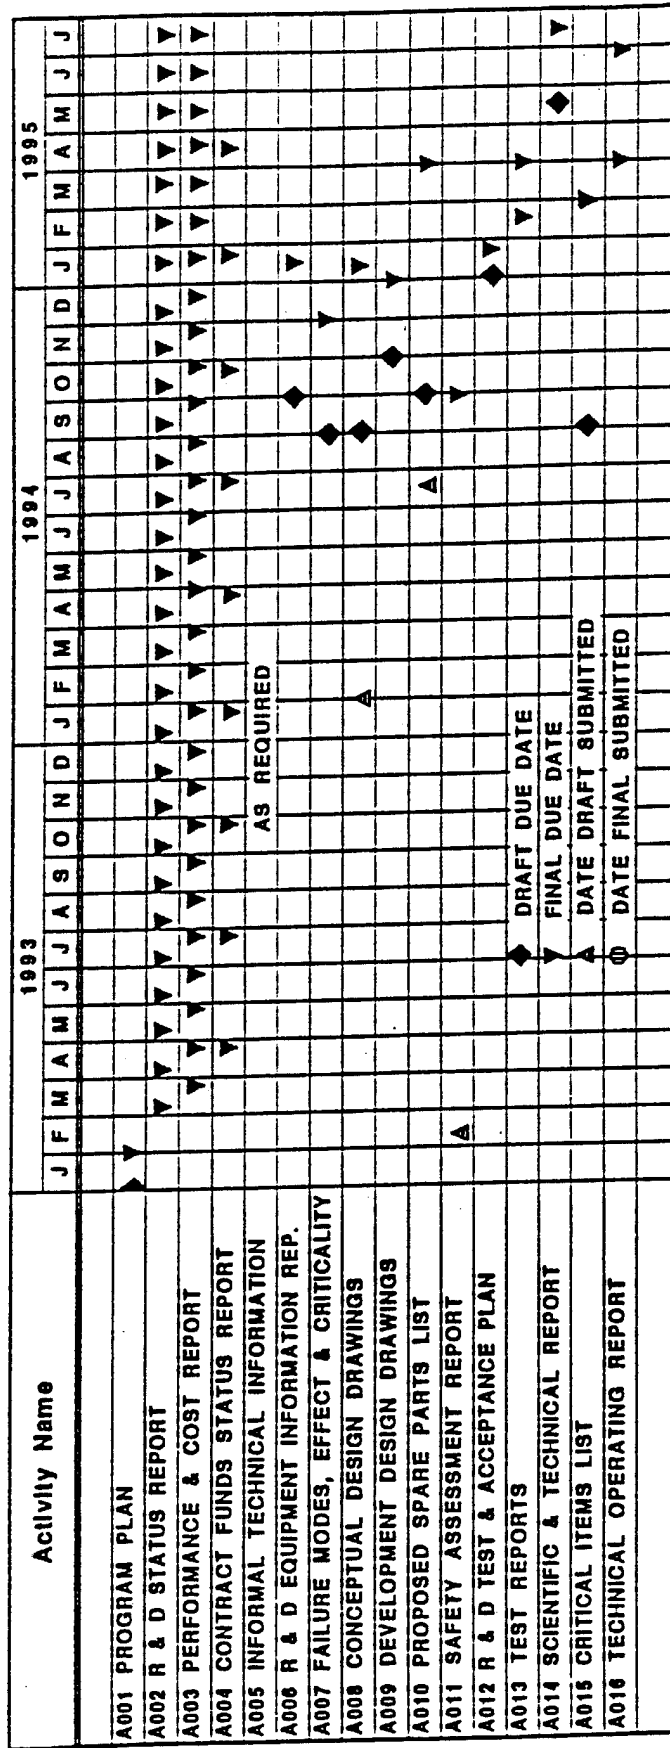 Activity Name
1993
1994
1995
J F M A M J J A S O N D J F M A M J J A S O N D J F M A M J J
A001 PROGRAM PLAN
A002 R & D STATUS REPORT
A003 PERFORMANCE & COST REPORT
A004 CONTRACT FUNDS STATUS REPORT
A005 INFORMAL TECHNICAL INFORMATION
AS REQUIRED
A006 R & D EQUIPMENT INFORMATION REP.
A007 FAILURE MODES, EFFECT & CRITICALITY
A008 CONCEPTUAL DESIGN DRAWINGS
A009 DEVELOPMENT DESIGN DRAWINGS
A010 PROPOSED SPARE PARTS LIST
A011 SAFETY ASSESSMENT REPORT
A012 R & D TEST & ACCEPTANCE PLAN
A013 TEST REPORTS
DRAFT DUE DATE
A014 SCIENTIFIC & TECHNICAL REPORT
FINAL DUE DATE
A015 CRITICAL ITEMS LIST
DATE DRAFT SUBMITTED
A016 TECHNICAL OPERATING REPORT
DATE FINAL SUBMITTED